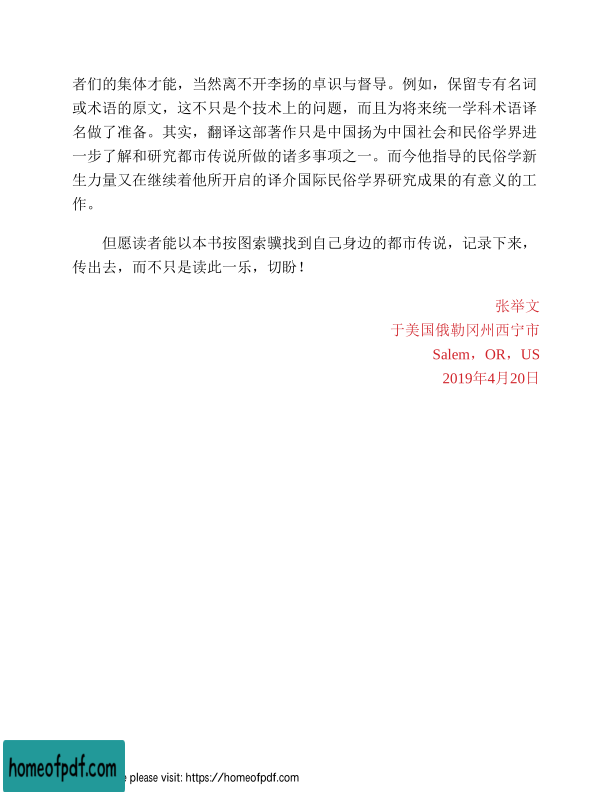 者们的集体才能，当然离不开李扬的卓识与督导。例如，保留专有名词
或术语的原文，这不只是个技术上的问题，而且为将来统一学科术语译
名做了准备。其实，翻译这部著作只是中国扬为中国社会和民俗学界进
一步了解和研究都市传说所做的诸多事项之一。而今他指导的民俗学新
生力量又在继续着他所开启的译介国际民俗学界研究成果的有意义的工
作。
但愿读者能以本书按图索骥找到自己身边的都市传说，记录下来，
传出去，而不只是读此一乐，切盼！
张举文
于美国俄勒冈州西宁市
Salem，OR，US
2019年4月20日
homeofpdf.com
please visit: https://homeofpdf.com